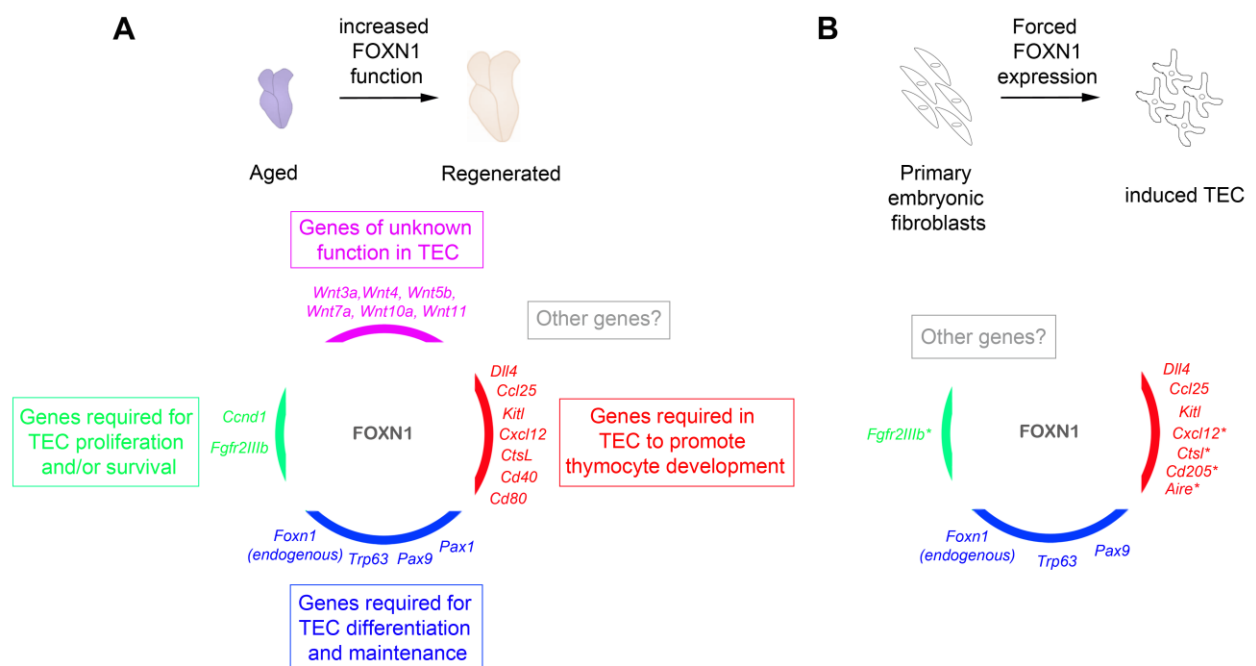 A
increased
FOXN1
function
Aged
Regenerated
Genes of unknown
function in TEC
Wnt3a,Wnt4, Wnt5b,
Wnt7a, Wnt10a, Wnt11
Other genes?
Genes required for
TEC proliferation
and/or survival
Ccnd1
Fgfr2IIIb
FOXN1
Dll4
Ccl25
Kitl
Cxcl12
CtsL
Cd40
Cd80
Genes required in
TEC to promote
thymocyte development
Foxn1
(endogenous)
Trp63
Pax9
Pax1
Genes required for
TEC differentiation
and maintenance
B
Forced
FOXN1
expression
Primary
embryonic
fibroblasts
induced TEC
Other genes?
Fgfr2IIIb*
FOXN1
Dll4
Ccl25
Kitl
Cxcl12*
Ctsl*
Cd205*
Aire*
Foxn1
(endogenous)
Trp63
Pax9